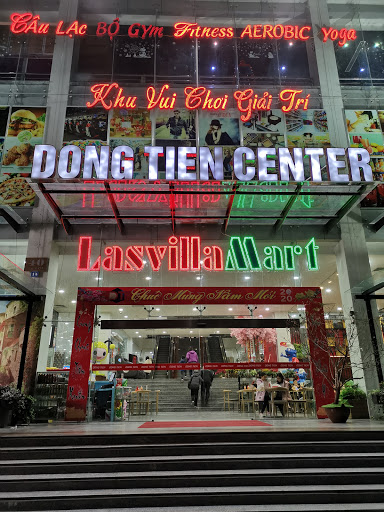 CÂU LẠC BỘ GYM FITNESS AEROBIC YOGA
Khu Vui Chơi Giải Trí
DONG TIEN CENTER
LasvillaMart
Chúc Mừng Năm Mới 2020